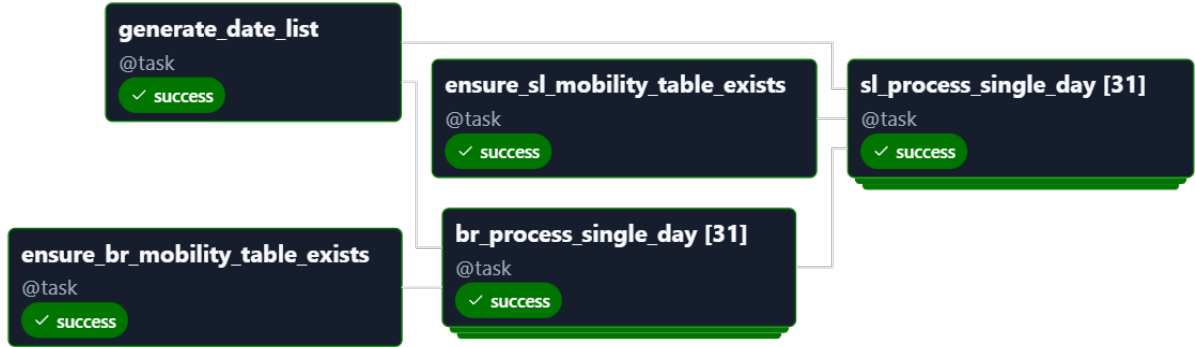 generate_date_list
@task
success
ensure_sl_mobility_table_exists
@task
success
sl_process_single_day [31]
@task
success
ensure_br_mobility_table_exists
@task
success
br_process_single_day [31]
@task
success